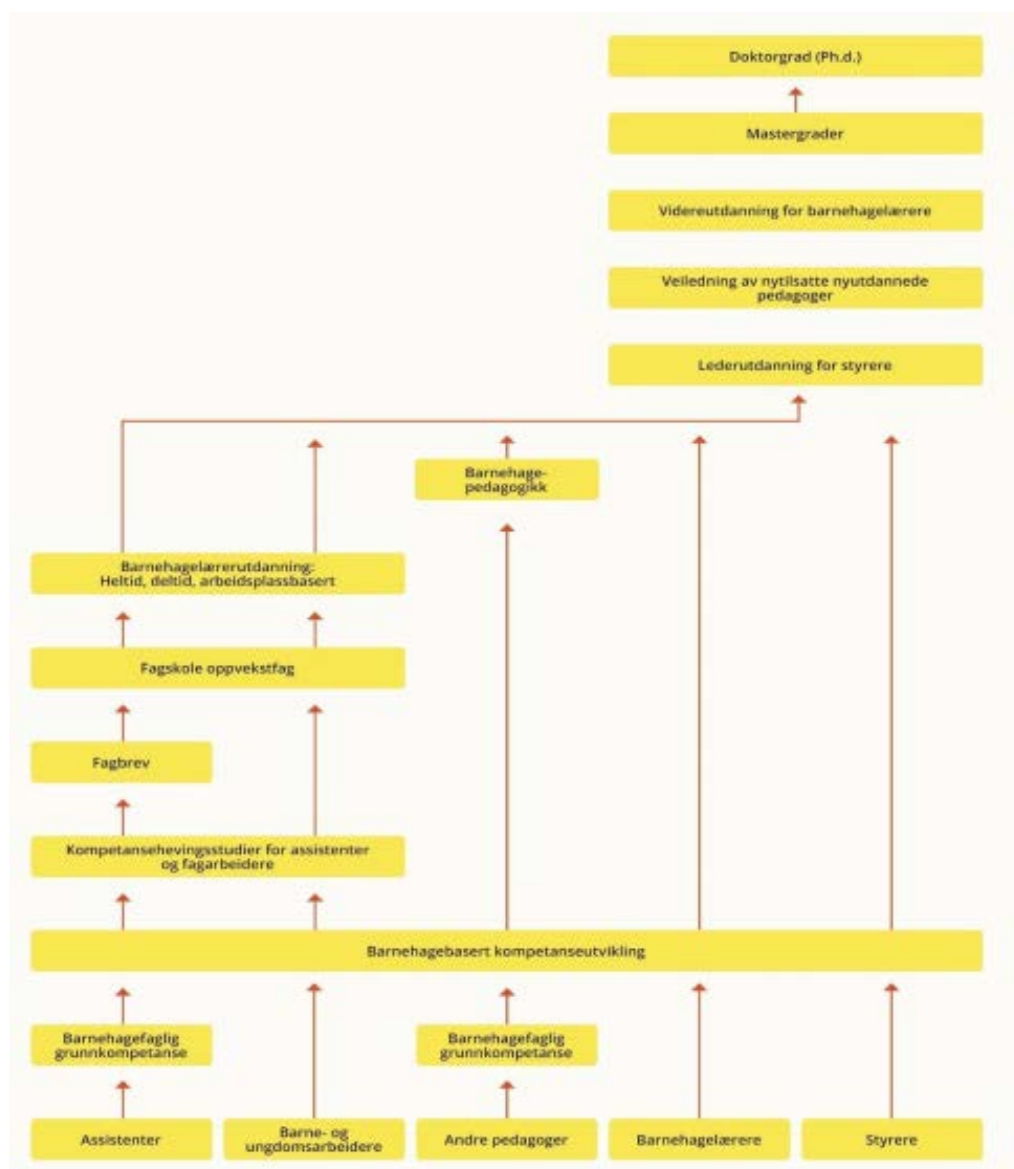 Doktorgrad (Ph.d.)
Mastergrader
Videreutdanning for barnehagelærere
Veiledning av nytilsatte nyutdannede
pedagoger
Lederutdanning for styrere
Barnehage-
pedagogikk
Barnehagelærerutdanning:
Heltid, deltid, arbeidsplassbasert
Fagskole oppvekstfag
Fagbrev
Kompetansehevingsstudier for assistenter
og fagarbeidere
Barnehagebasert kompetanseutvikling
Barnehagefaglig
grunnkompetanse
Barnehagefaglig
grunnkompetanse
Assistenter
Barne- og
ungdomsarbeidere
Andre pedagoger
Barnehagelærere
Styrere